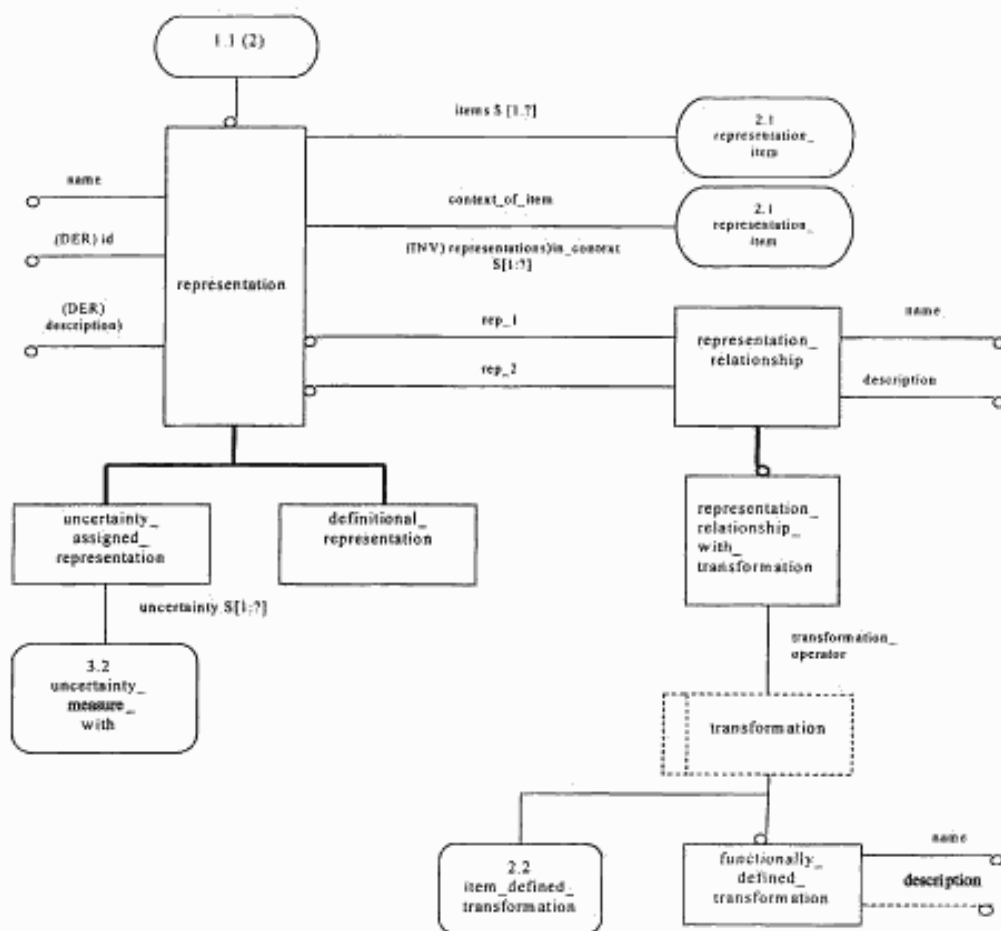 1.1 (2)
items S [1.?]
2.1
representation_
item
name
context_of_item
2.1
representation_
item
(DER) id
(INV) representations)in_context
S[1:?]
representation
(DER)
description)
rep_1
name
representation_
relationship
rep_2
description
uncertainty_
assigned_
representation
definitional_
representation
representation_
relationship_
with_
transformation
uncertainty S[1:?]
transformation_
operator
3.2
uncertainty_
measure_
with
transformation
name
2.2
item_defined_
transformation
functionally_
defined_
transformation
description